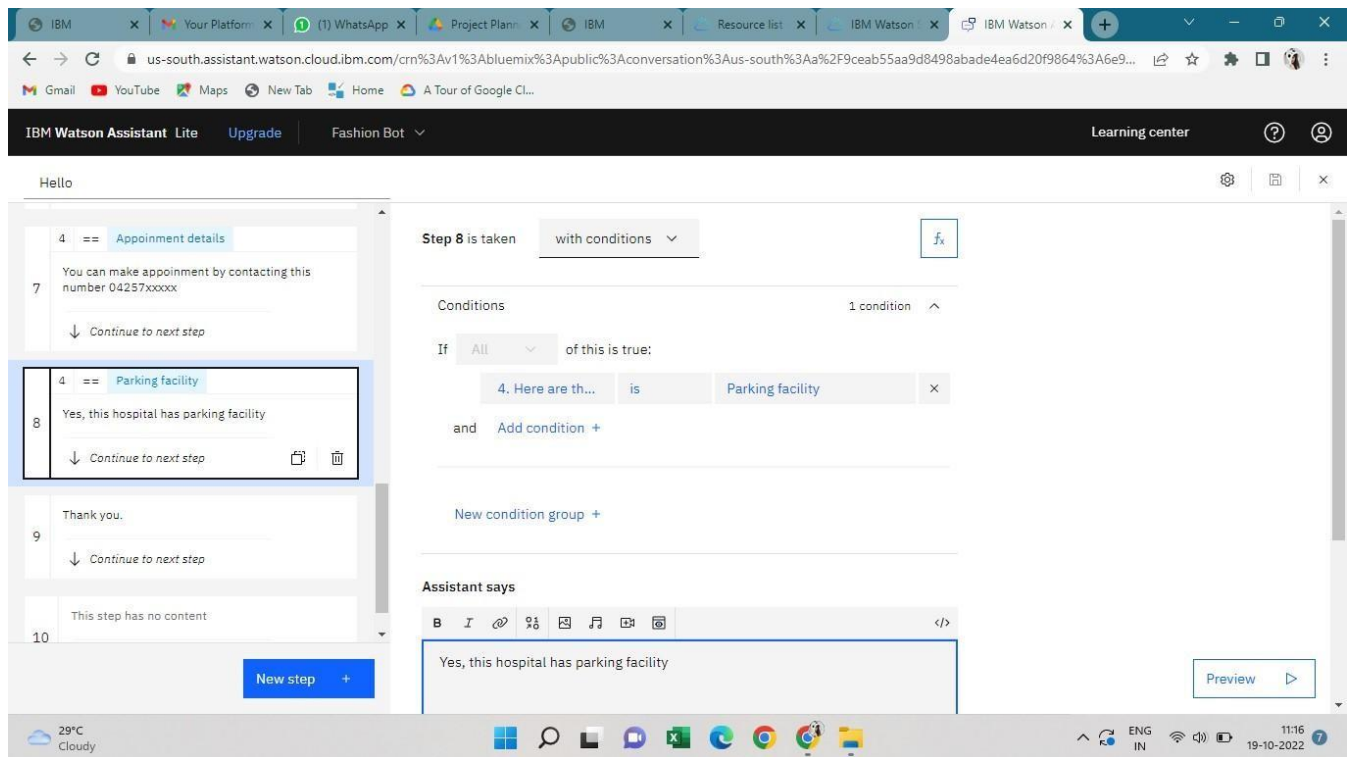 IBM
Your Platform
(1) WhatsApp
Project Plann
IBM
Resource list
IBM Watson
IBM Watson
us-south.assistant.watson.cloud.ibm.com/crn%3Av1%3Abluemix%3Apublic%3Aconversation%3Aus-south%3Aa%2F9ceab55aa9d8498abade4ea6d20f9864%3A6e9...
Gmail YouTube Maps New Tab Home A Tour of Google Cl...
IBM Watson Assistant Lite Upgrade Fashion Bot Learning center
Hello
4 == Appoinment details
7 You can make appoinment by contacting this
number 04257xxxxx
Continue to next step
4 == Parking facility
8 Yes, this hospital has parking facility
Continue to next step
9 Thank you.
Continue to next step
10 This step has no content
New step +
Step 8 is taken with conditions fx
Conditions 1 condition
If All of this is true:
4. Here are th... is Parking facility ×
and Add condition +
New condition group +
Assistant says
B I </>
Yes, this hospital has parking facility
Preview
29°C
Cloudy
ENG
IN
11:16
19-10-2022
7